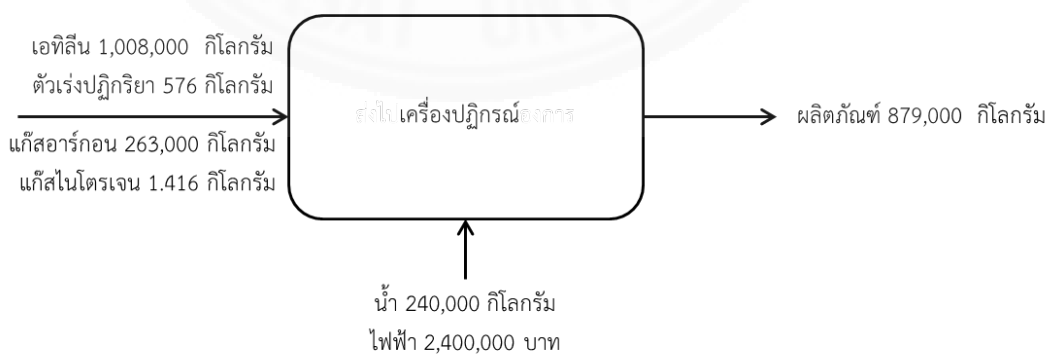 เอทิลีน 1,008,000 กิโลกรัม
ตัวเร่งปฏิกริยา 576 กิโลกรัม
แก๊สอาร์กอน 263,000 กิโลกรัม
แก๊สไนโตรเจน 1.416 กิโลกรัม
เครื่องปฏิกรณ์
ผลิตภัณฑ์ 879,000 กิโลกรัม
น้ำ 240,000 กิโลกรัม
ไฟฟ้า 2,400,000 บาท